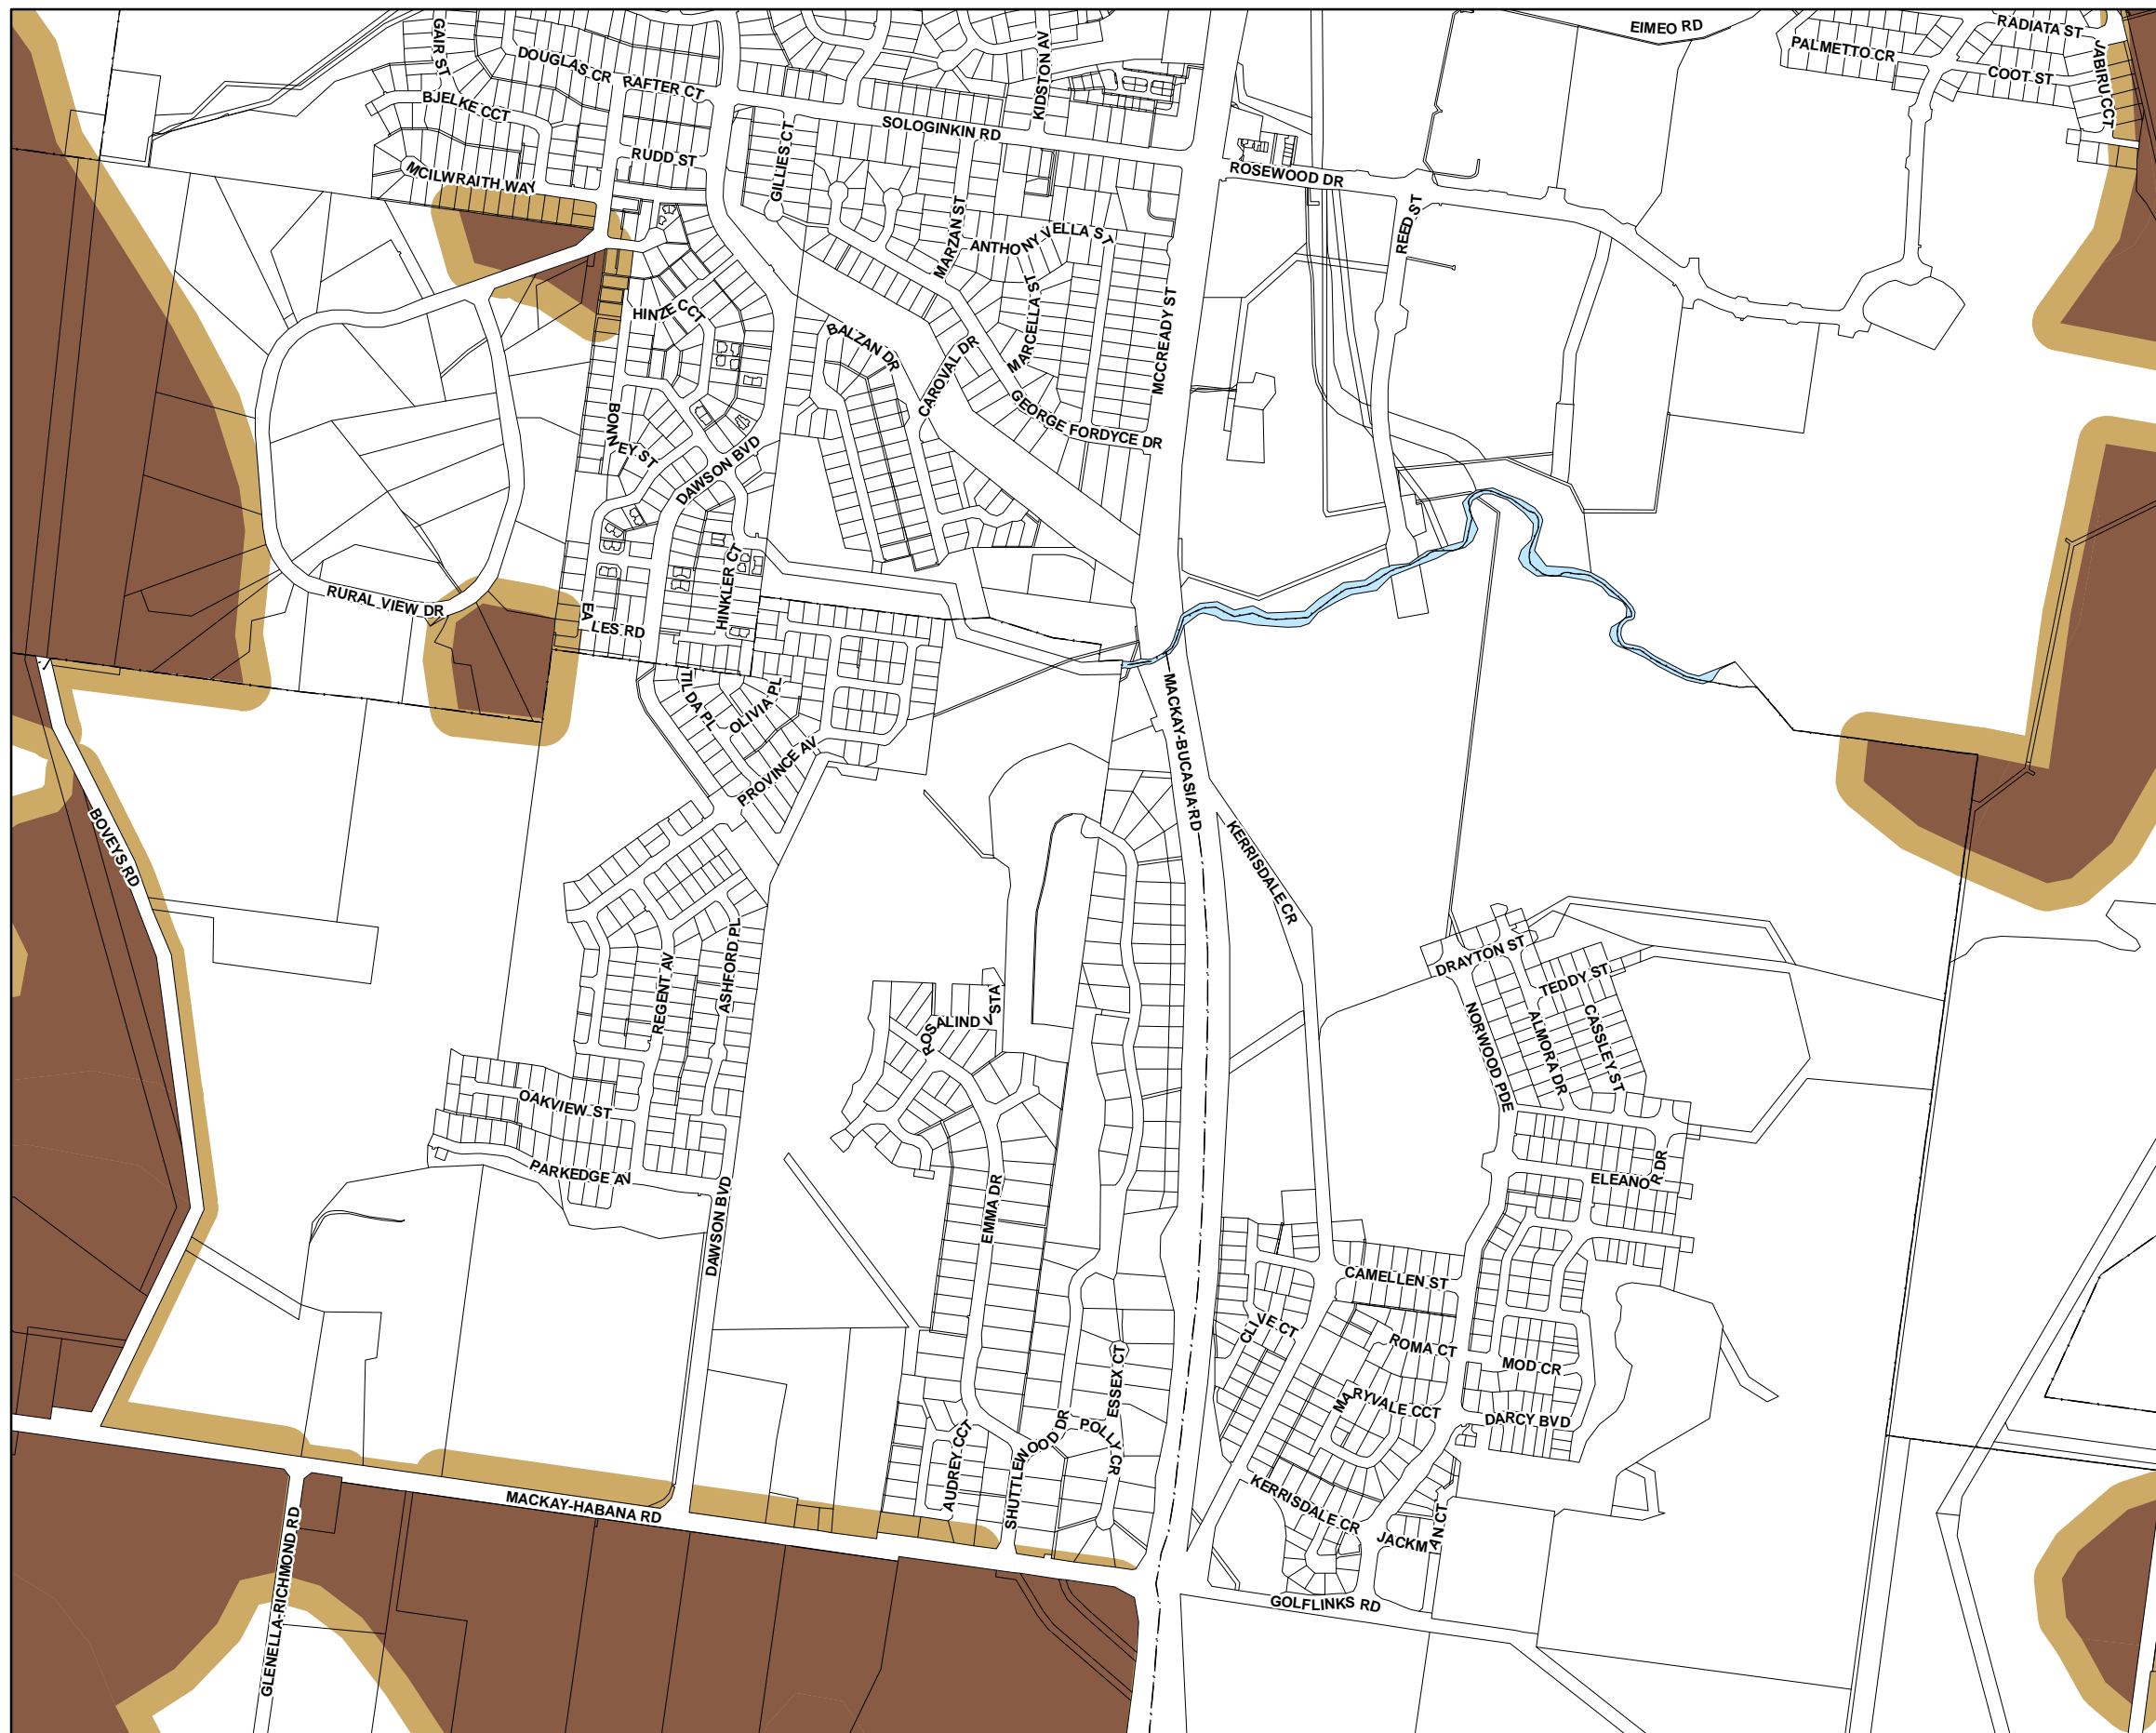 GAIR ST
DOUGLAS CR
RAFTER CT
BJELKE CCT
RUDD ST
MCILWRAITH WAY
GILLIES CT
SOLOGINKIN RD
KIDSTON AV
EIMEO RD
RADIATA ST
PALMETTO CR
COOT ST
JABIRU CCT
ROSEWOOD DR
REED ST
MARZAN ST
ANTHONY VELLA ST
MARCELLA ST
MCCREADY ST
HINZE CCT
BALZAN DR
CAROVAL DR
GEORGE FORDYCE DR
BONNEY ST
DAWSON BVD
HINKLER CT
EALES RD
RURAL VIEW DR
TILDA PL
OLIVIA PL
PROVINCE AV
MACKAY-BUCASIA RD
KERRISDALE CR
BOVEYS RD
REGENT AV
ASHFORD PL
ROSALIND VSTA
DRAYTON ST
TEDDY ST
NORWOOD PDE
ALMORA DR
CASSLEY ST
OAKVIEW ST
PARKEDGE AV
DAWSON BVD
EMMA DR
ELEANOR DR
CAMELLEN ST
CLIVE CT
ROMA CT
MOD CR
MARYVALE CCT
DARCY BVD
ESSEX CT
POLLY CR
SHUTTLEWOOD DR
AUDREY CCT
KERRISDALE CR
JACKMAN CT
MACKAY-HABANA RD
GLENELLA-RICHMOND RD
GOLFLINKS RD